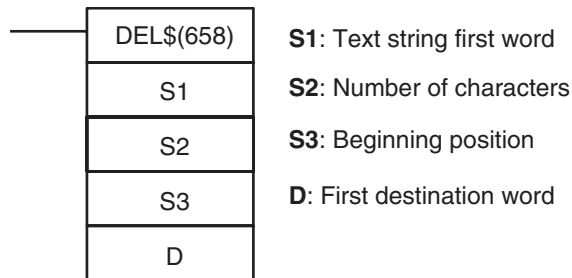 DEL$(658)
S1
S2
S3
D
S1: Text string first word
S2: Number of characters
S3: Beginning position
D: First destination word